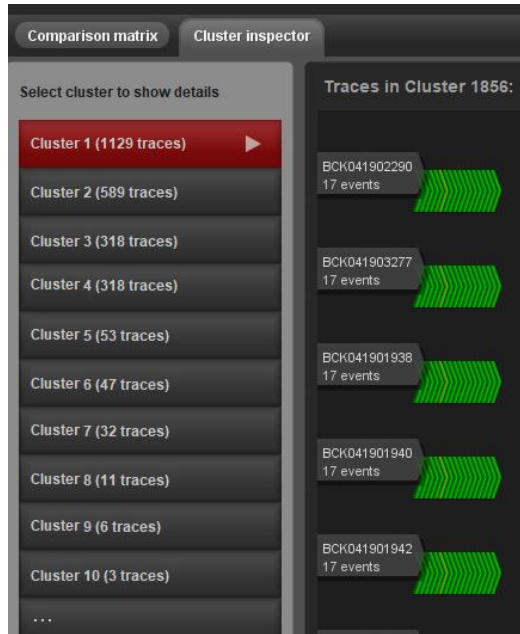 Comparison matrix
Cluster inspector
Select cluster to show details
Cluster 1 (1129 traces)
Cluster 2 (589 traces)
Cluster 3 (318 traces)
Cluster 4 (318 traces)
Cluster 5 (53 traces)
Cluster 6 (47 traces)
Cluster 7 (32 traces)
Cluster 8 (11 traces)
Cluster 9 (6 traces)
Cluster 10 (3 traces)
...
Traces in Cluster 1856:
BCK041902290
17 events
BCK041903277
17 events
BCK041901938
17 events
BCK041901940
17 events
BCK041901942
17 events